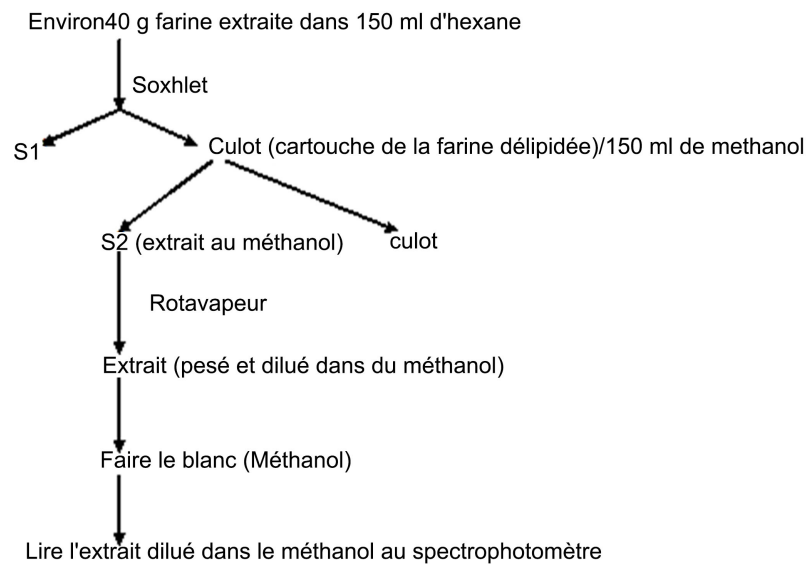 Environ40 g farine extraite dans 150 ml d'hexane
Soxhlet
S1
Culot (cartouche de la farine délipidée)/150 ml de methanol
S2 (extrait au méthanol)
culot
Rotavapeur
Extrait (pesé et dilué dans du méthanol)
Faire le blanc (Méthanol)
Lire l'extrait dilué dans le méthanol au spectrophotomètre